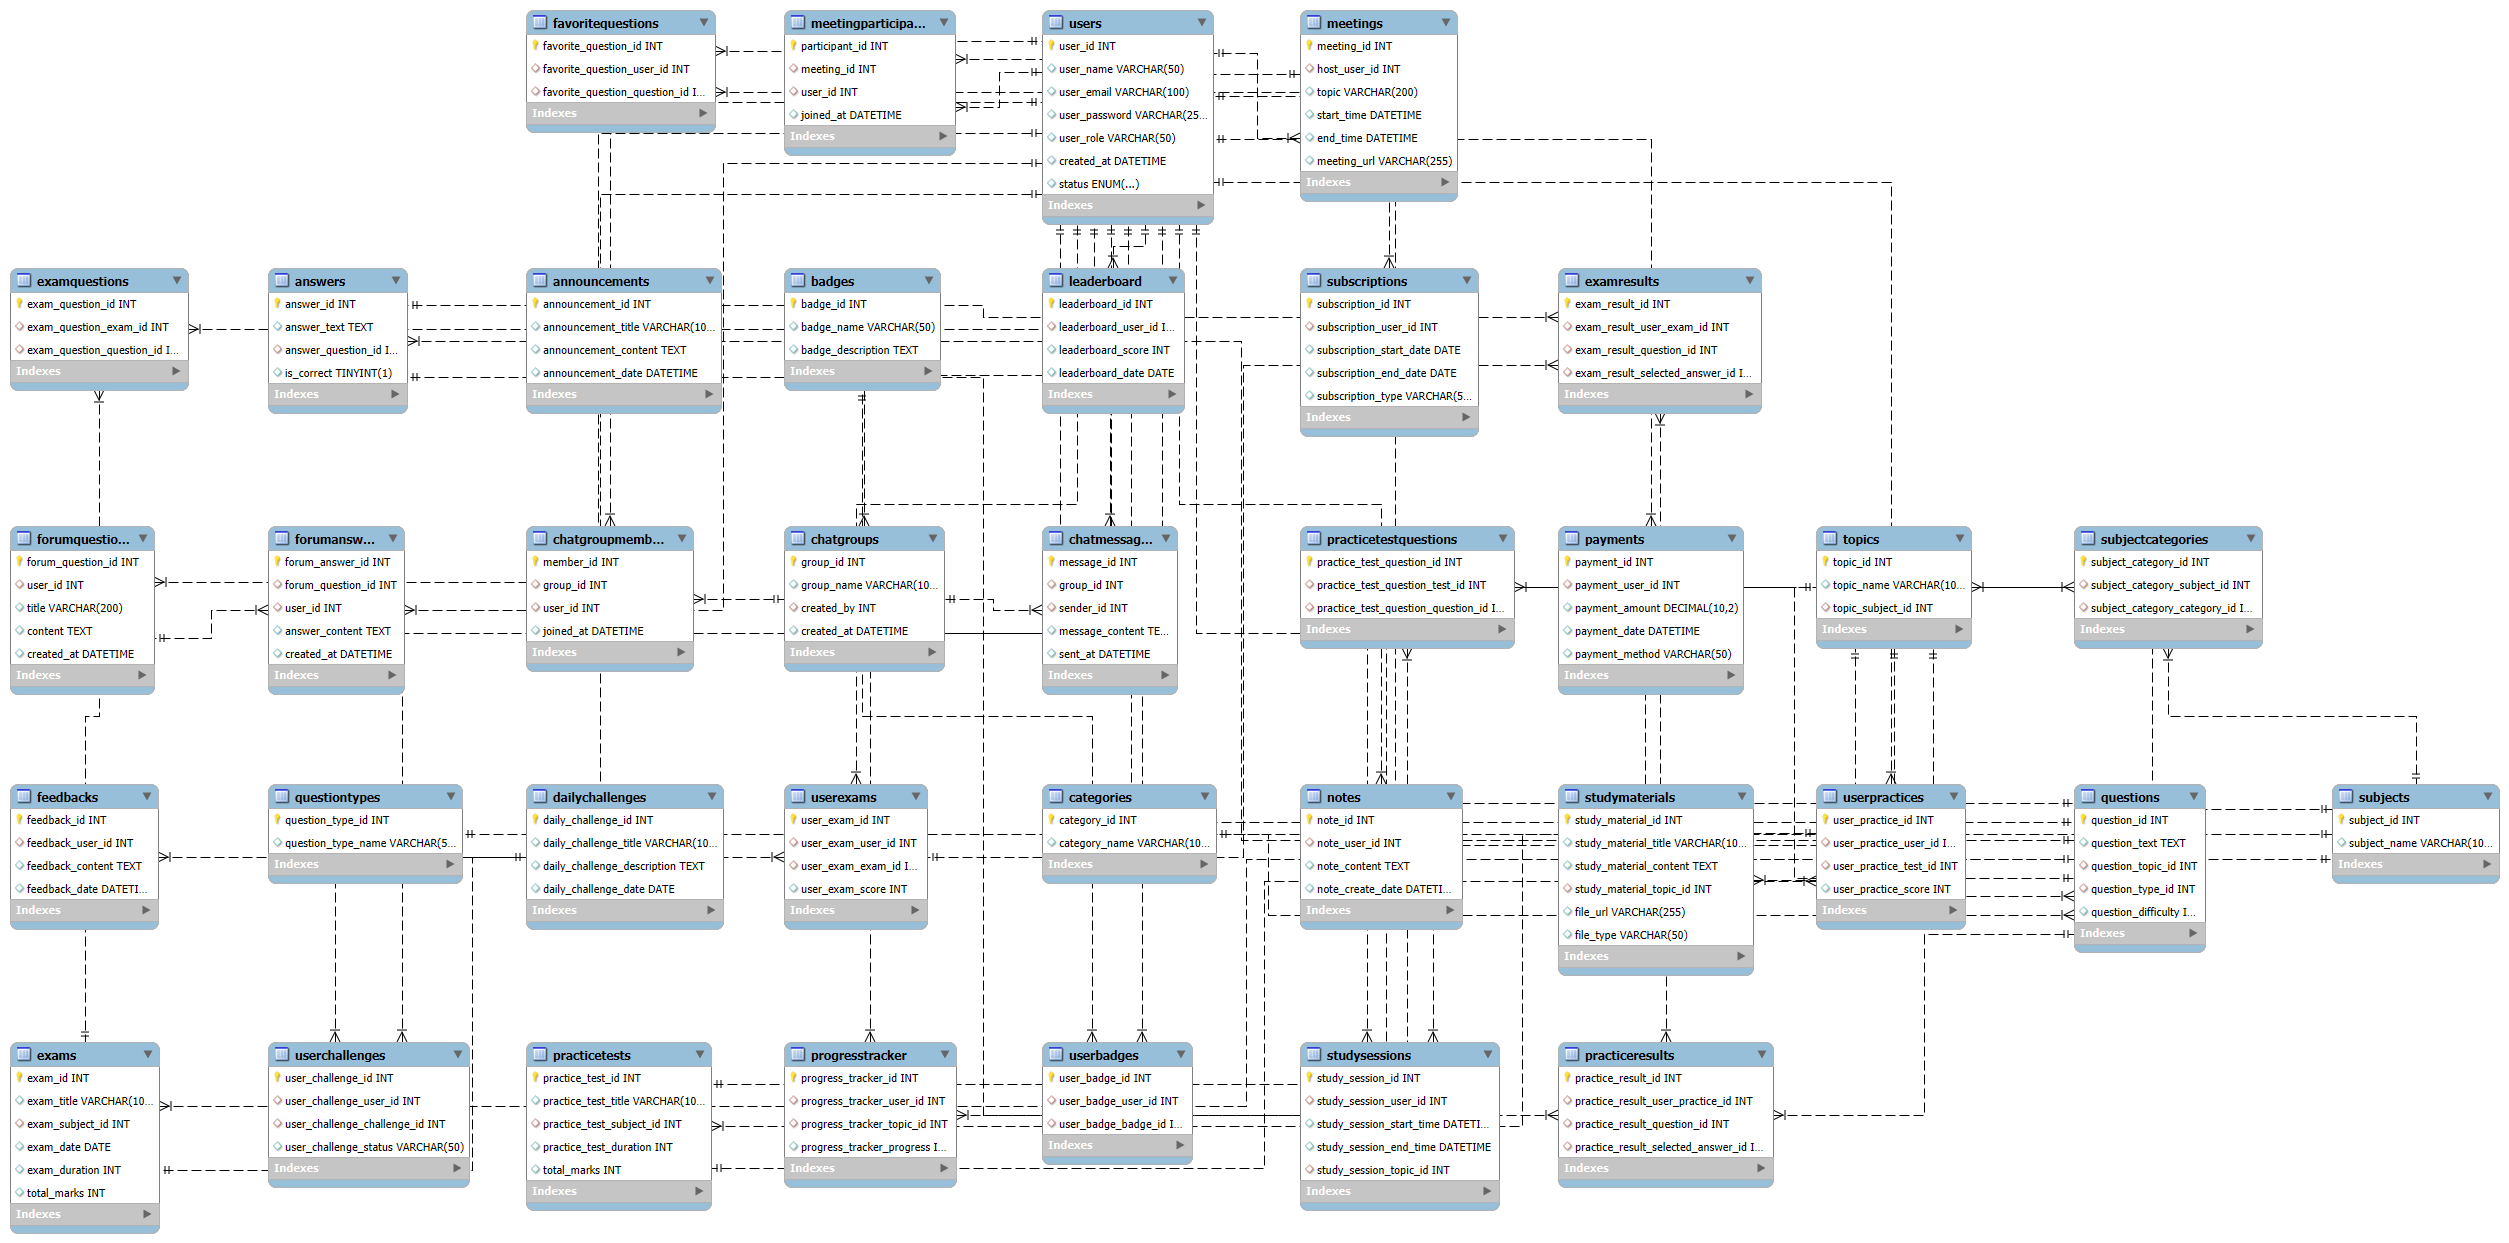 favoritequestions
favorite_question_id INT
favorite_question_user_id INT
favorite_question_question_id I...
Indexes
meetingparticipa...
participant_id INT
meeting_id INT
user_id INT
joined_at DATETIME
Indexes
users
user_id INT
user_name VARCHAR(50)
user_email VARCHAR(100)
user_password VARCHAR(25...
user_role VARCHAR(50)
created_at DATETIME
status ENUM(...)
Indexes
meetings
meeting_id INT
host_user_id INT
topic VARCHAR(200)
start_time DATETIME
end_time DATETIME
meeting_url VARCHAR(255)
Indexes
examquestions
exam_question_id INT
exam_question_exam_id INT
exam_question_question_id I...
Indexes
answers
answer_id INT
answer_text TEXT
answer_question_id I...
is_correct TINYINT(1)
Indexes
announcements
announcement_id INT
announcement_title VARCHAR(10...
announcement_content TEXT
announcement_date DATETIME
Indexes
badges
badge_id INT
badge_name VARCHAR(50)
badge_description TEXT
Indexes
leaderboard
leaderboard_id INT
leaderboard_user_id I...
leaderboard_score INT
leaderboard_date DATE
Indexes
subscriptions
subscription_id INT
subscription_user_id INT
subscription_start_date DATE
subscription_end_date DATE
subscription_type VARCHAR(5...
Indexes
examresults
exam_result_id INT
exam_result_user_exam_id INT
exam_result_question_id INT
exam_result_selected_answer_id I...
Indexes
forumquestio...
forum_question_id INT
user_id INT
title VARCHAR(200)
content TEXT
created_at DATETIME
Indexes
forumansw...
forum_answer_id INT
forum_question_id INT
user_id INT
answer_content TEXT
created_at DATETIME
Indexes
chatgroupmemb...
member_id INT
group_id INT
user_id INT
joined_at DATETIME
Indexes
chatgroups
group_id INT
group_name VARCHAR(10...
created_by INT
created_at DATETIME
Indexes
chatmessag...
message_id INT
group_id INT
sender_id INT
message_content TE...
sent_at DATETIME
Indexes
practicetestquestions
practice_test_question_id INT
practice_test_question_test_id INT
practice_test_question_question_id I...
Indexes
payments
payment_id INT
payment_user_id INT
payment_amount DECIMAL(10,2)
payment_date DATETIME
payment_method VARCHAR(50)
Indexes
topics
topic_id INT
topic_name VARCHAR(10...
topic_subject_id INT
Indexes
subjectcategories
subject_category_id INT
subject_category_subject_id INT
subject_category_category_id I...
Indexes
feedbacks
feedback_id INT
feedback_user_id INT
feedback_content TEXT
feedback_date DATETI...
Indexes
questiontypes
question_type_id INT
question_type_name VARCHAR(5...
Indexes
dailychallenges
daily_challenge_id INT
daily_challenge_title VARCHAR(10...
daily_challenge_description TEXT
daily_challenge_date DATE
Indexes
userexams
user_exam_id INT
user_exam_user_id INT
user_exam_exam_id I...
user_exam_score INT
Indexes
categories
category_id INT
category_name VARCHAR(10...
Indexes
notes
note_id INT
note_user_id INT
note_content TEXT
note_create_date DATETI...
Indexes
studymaterials
study_material_id INT
study_material_title VARCHAR(10...
study_material_content TEXT
study_material_topic_id INT
file_url VARCHAR(255)
file_type VARCHAR(50)
Indexes
userpractices
user_practice_id INT
user_practice_user_id I...
user_practice_test_id INT
user_practice_score INT
Indexes
questions
question_id INT
question_text TEXT
question_topic_id INT
question_type_id INT
question_difficulty I...
Indexes
subjects
subject_id INT
subject_name VARCHAR(10...
Indexes
exams
exam_id INT
exam_title VARCHAR(10...
exam_subject_id INT
exam_date DATE
exam_duration INT
total_marks INT
Indexes
userchallenges
user_challenge_id INT
user_challenge_user_id INT
user_challenge_challenge_id INT
user_challenge_status VARCHAR(50)
Indexes
practicetests
practice_test_id INT
practice_test_title VARCHAR(10...
practice_test_subject_id INT
practice_test_duration INT
total_marks INT
Indexes
progresstracker
progress_tracker_id INT
progress_tracker_user_id INT
progress_tracker_topic_id INT
progress_tracker_progress I...
Indexes
userbadges
user_badge_id INT
user_badge_user_id INT
user_badge_badge_id I...
Indexes
studysessions
study_session_id INT
study_session_user_id INT
study_session_start_time DATETI...
study_session_end_time DATETIME
study_session_topic_id INT
Indexes
practiceresults
practice_result_id INT
practice_result_user_practice_id INT
practice_result_question_id INT
practice_result_selected_answer_id I...
Indexes